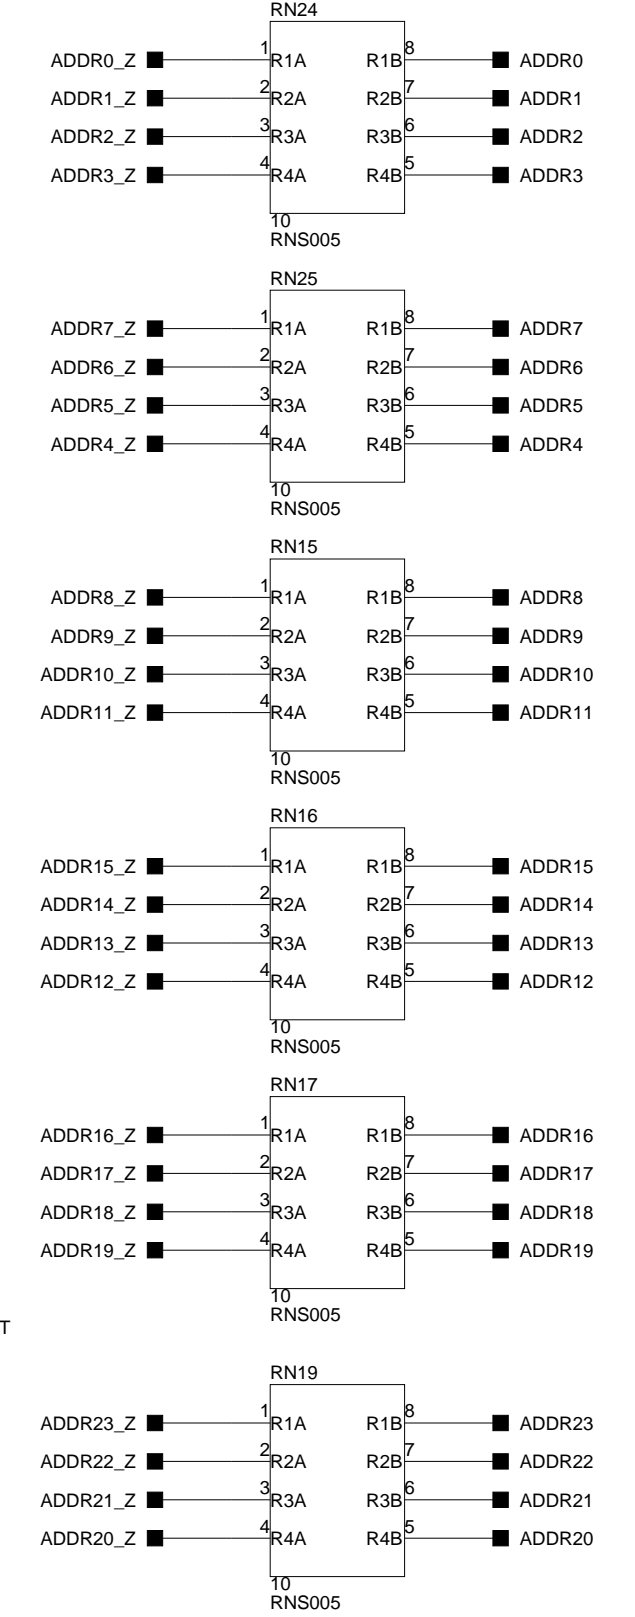 RN24
ADDR0_Z 1 R1A R1B 8 ADDR0
ADDR1_Z 2 R2A R2B 7 ADDR1
ADDR2_Z 3 R3A R3B 6 ADDR2
ADDR3_Z 4 R4A R4B 5 ADDR3
10
RNS005
RN25
ADDR7_Z 1 R1A R1B 8 ADDR7
ADDR6_Z 2 R2A R2B 7 ADDR6
ADDR5_Z 3 R3A R3B 6 ADDR5
ADDR4_Z 4 R4A R4B 5 ADDR4
10
RNS005
RN15
ADDR8_Z 1 R1A R1B 8 ADDR8
ADDR9_Z 2 R2A R2B 7 ADDR9
ADDR10_Z 3 R3A R3B 6 ADDR10
ADDR11_Z 4 R4A R4B 5 ADDR11
10
RNS005
RN16
ADDR15_Z 1 R1A R1B 8 ADDR15
ADDR14_Z 2 R2A R2B 7 ADDR14
ADDR13_Z 3 R3A R3B 6 ADDR13
ADDR12_Z 4 R4A R4B 5 ADDR12
10
RNS005
RN17
ADDR16_Z 1 R1A R1B 8 ADDR16
ADDR17_Z 2 R2A R2B 7 ADDR17
ADDR18_Z 3 R3A R3B 6 ADDR18
ADDR19_Z 4 R4A R4B 5 ADDR19
10
RNS005
T
RN19
ADDR23_Z 1 R1A R1B 8 ADDR23
ADDR22_Z 2 R2A R2B 7 ADDR22
ADDR21_Z 3 R3A R3B 6 ADDR21
ADDR20_Z 4 R4A R4B 5 ADDR20
10
RNS005